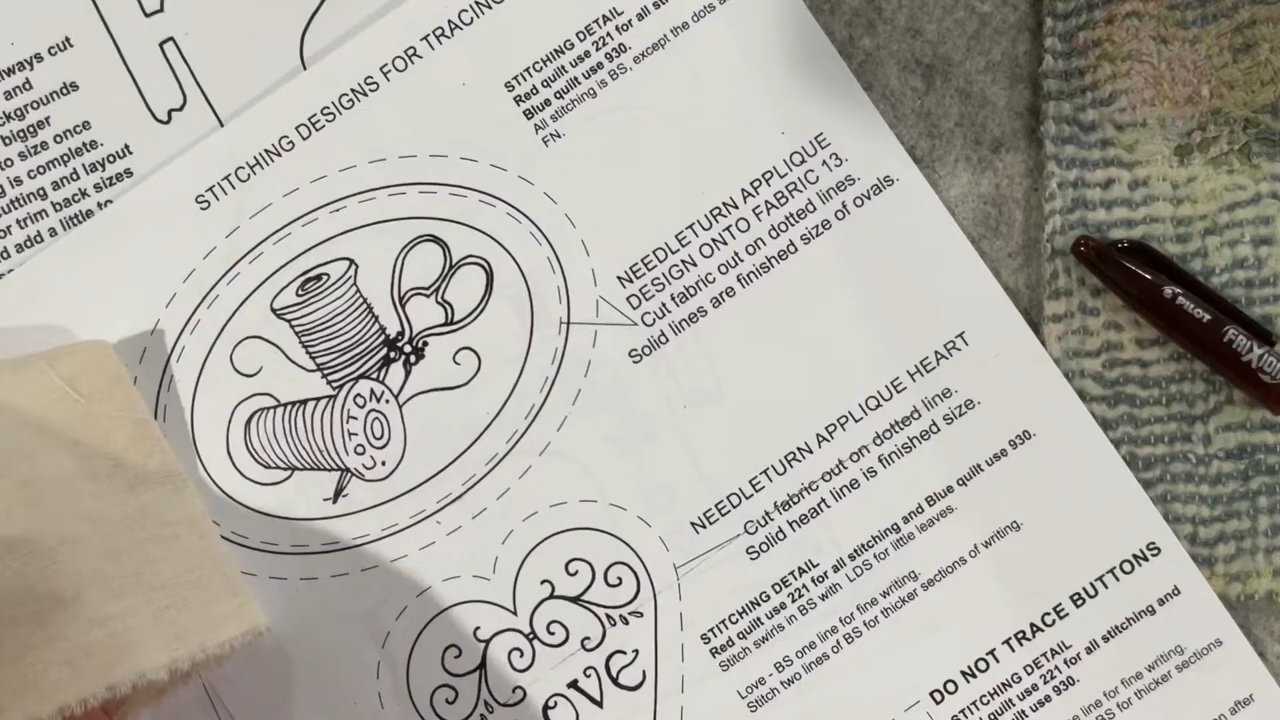 always cut
and
bigger
to size once
g is complete.
cutting and layout
or trim back sizes
d add a little to
STITCHING DESIGNS FOR TRACING
STITCHING DETAIL
Red quilt use 221 for all
Blue quilt use 930.
All stitching is BS, except the dots
FN.
NEEDLETURN APPLIQUE
DESIGN ONTO FABRIC 13.
Cut fabric out on dotted lines.
Solid lines are finished size of ovals.
COTTON
NEEDLETURN APPLIQUE HEART
Cut fabric out on dotted line.
Solid heart line is finished size.
STITCHING DETAIL
Red quilt use 221 for all stitching and Blue quilt use 930.
Stitch swirls in BS with LDS for little leaves.
Love - BS one line for fine writing.
Stitch two lines of BS for thicker sections of writing.
OVE
DO NOT TRACE BUTTONS
STITCHING DETAIL
quilt use 221 for all stitching and
quilt use 930.
line for fine writing.
BS for thicker sections
after
PILOT
FRIXION